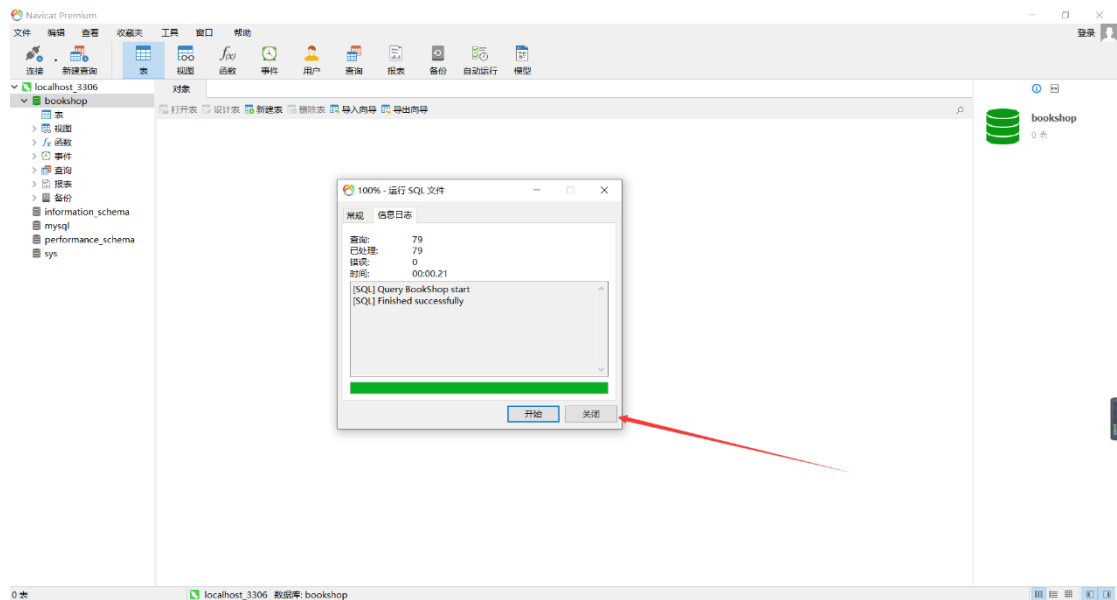 Navicat Premium
文件 编辑 查看 收藏夹 工具 窗口 帮助
登录
连接 新建查询 表 视图 函数 事件 用户 查询 报表 备份 自动运行 模型
localhost_3306
bookshop
表
视图
函数
事件
查询
报表
备份
information_schema
mysql
performance_schema
sys
对象
打开表 设计表 新建表 删除表 导入向导 导出向导
bookshop
0 表
100% - 运行 SQL 文件
常规 信息日志
查询: 79
已处理: 79
错误: 0
时间: 00:00.21
[SQL] Query BookShop start
[SQL] Finished successfully
开始 关闭
0 表 localhost_3306 数据库: bookshop